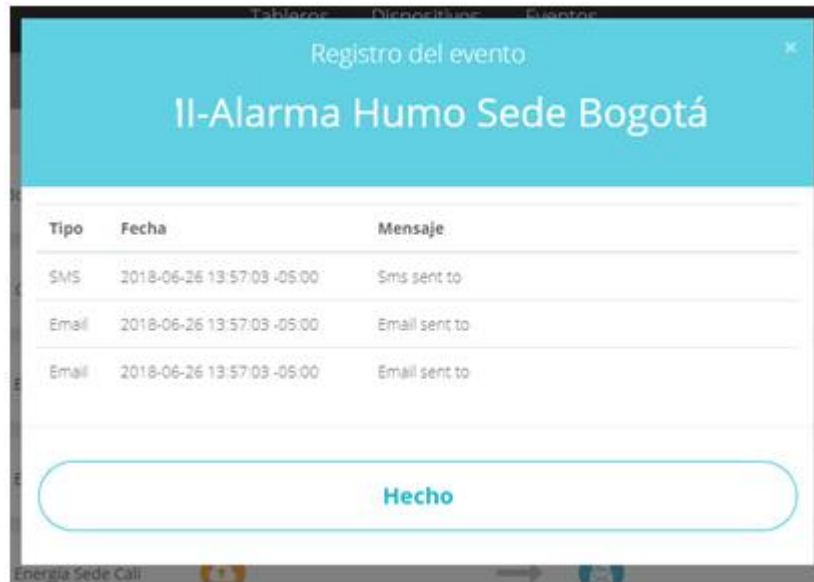 Tableros Dispositivos Eventos
Registro del evento ×
II-Alarma Humo Sede Bogotá
Tipo Fecha Mensaje
SMS 2018-06-26 13:57:03 -05:00 Sms sent to
Email 2018-06-26 13:57:03 -05:00 Email sent to
Email 2018-06-26 13:57:03 -05:00 Email sent to
Hecho
Energia Sede Cali